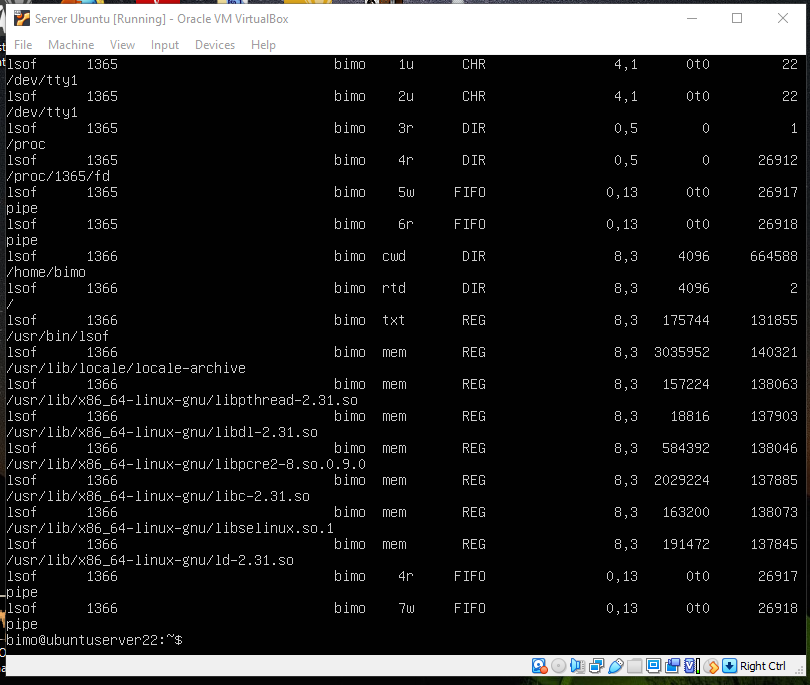 Server Ubuntu [Running] - Oracle VM VirtualBox
File Machine View Input Devices Help
lsof 1365 bimo 1u CHR 4,1 0t0 22
/dev/tty1
lsof 1365 bimo 2u CHR 4,1 0t0 22
/dev/tty1
lsof 1365 bimo 3r DIR 0,5 0 1
/proc
lsof 1365 bimo 4r DIR 0,5 0 26912
/proc/1365/fd
lsof 1365 bimo 5w FIFO 0,13 0t0 26917
pipe
lsof 1365 bimo 6r FIFO 0,13 0t0 26918
pipe
lsof 1366 bimo cwd DIR 8,3 4096 664588
/home/bimo
lsof 1366 bimo rtd DIR 8,3 4096 2
/
lsof 1366 bimo txt REG 8,3 175744 131855
/usr/bin/lsof
lsof 1366 bimo mem REG 8,3 3035952 140321
/usr/lib/locale/locale-archive
lsof 1366 bimo mem REG 8,3 157224 138063
/usr/lib/x86_64-linux-gnu/libpthread-2.31.so
lsof 1366 bimo mem REG 8,3 18816 137903
/usr/lib/x86_64-linux-gnu/libdl-2.31.so
lsof 1366 bimo mem REG 8,3 584392 138046
/usr/lib/x86_64-linux-gnu/libpcre2-8.so.0.9.0
lsof 1366 bimo mem REG 8,3 2029224 137885
/usr/lib/x86_64-linux-gnu/libc-2.31.so
lsof 1366 bimo mem REG 8,3 163200 138073
/usr/lib/x86_64-linux-gnu/libselinux.so.1
lsof 1366 bimo mem REG 8,3 191472 137845
/usr/lib/x86_64-linux-gnu/ld-2.31.so
lsof 1366 bimo 4r FIFO 0,13 0t0 26917
pipe
lsof 1366 bimo 7w FIFO 0,13 0t0 26918
pipe
bimo@ubuntuserver22:~$
Right Ctrl